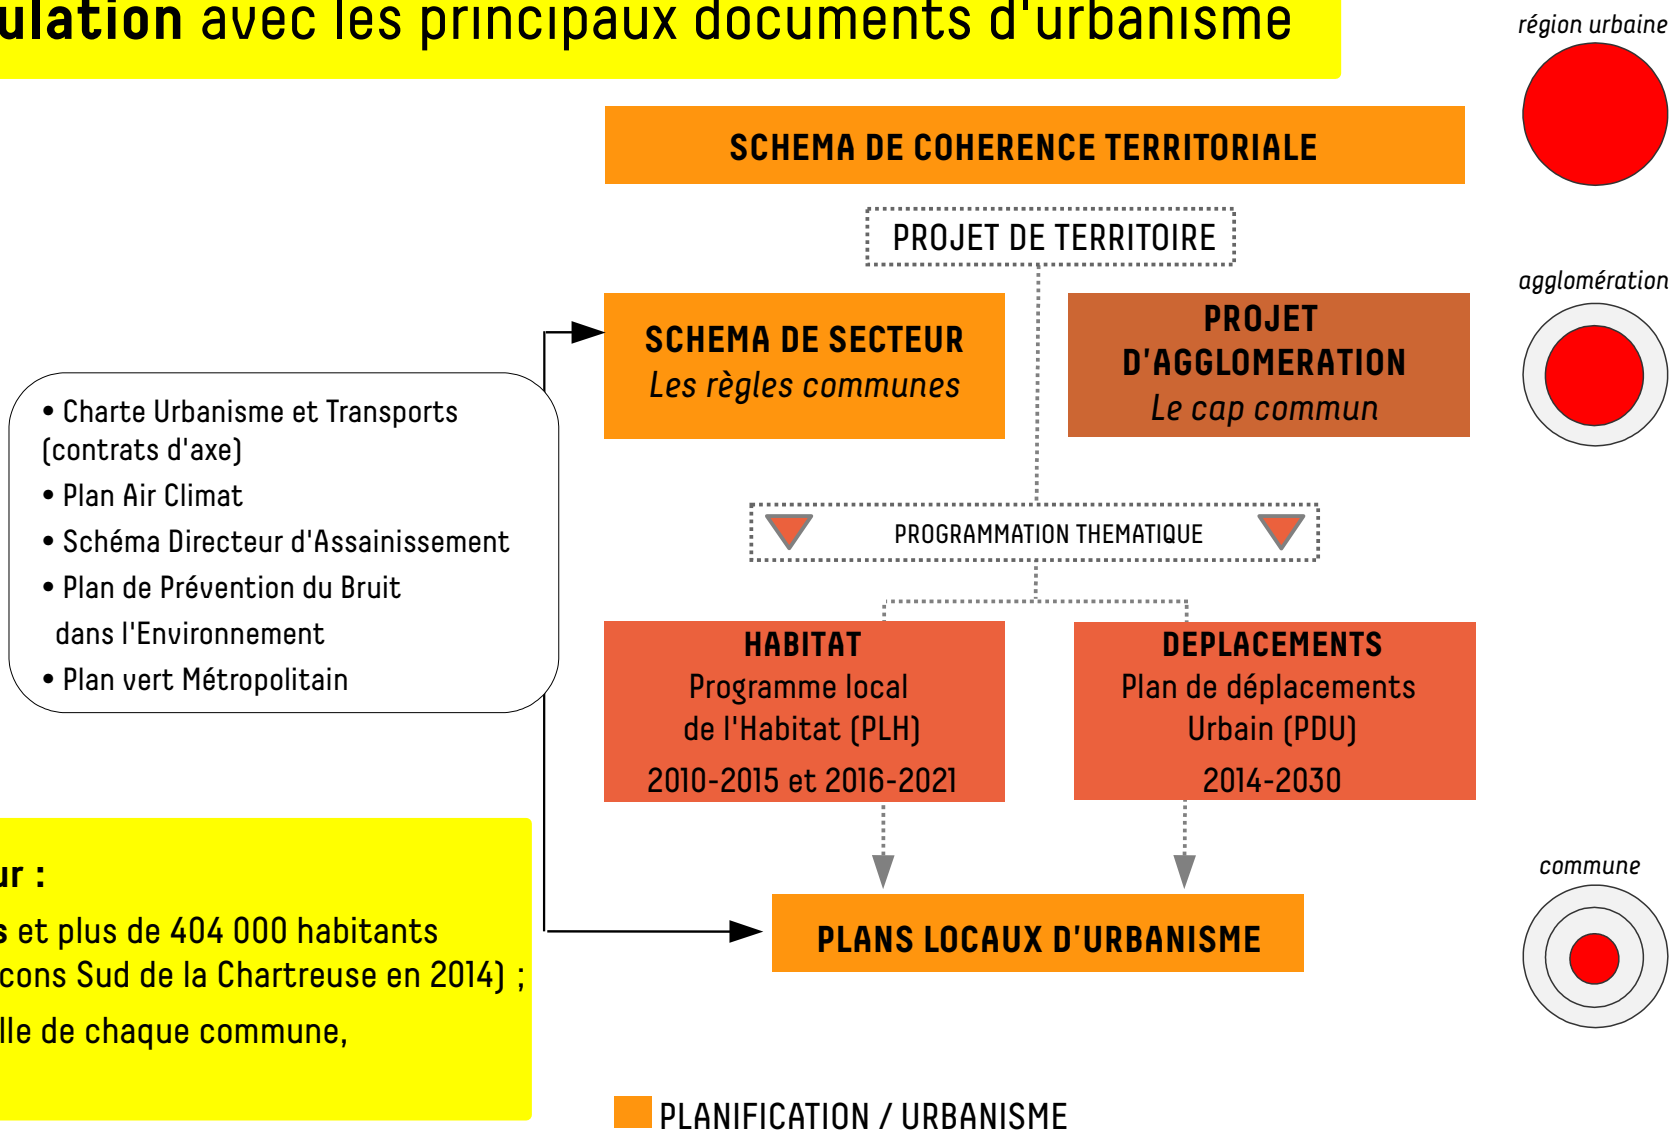 ulation avec les principaux documents d'urbanisme
région urbaine
SCHEMA DE COHERENCE TERRITORIALE
PROJET DE TERRITOIRE
agglomération
SCHEMA DE SECTEUR
Les règles communes
PROJET
D'AGGLOMERATION
Le cap commun
• Charte Urbanisme et Transports
(contrats d'axe)
• Plan Air Climat
• Schéma Directeur d'Assainissement
• Plan de Prévention du Bruit
dans l'Environnement
• Plan vert Métropolitain
PROGRAMMATION THEMATIQUE
HABITAT
Programme local
de l'Habitat (PLH)
2010-2015 et 2016-2021
DEPLACEMENTS
Plan de déplacements
Urbain (PDU)
2014-2030
ur :
s et plus de 404 000 habitants
cons Sud de la Chartreuse en 2014) ;
lle de chaque commune,
commune
PLANS LOCAUX D'URBANISME
PLANIFICATION / URBANISME